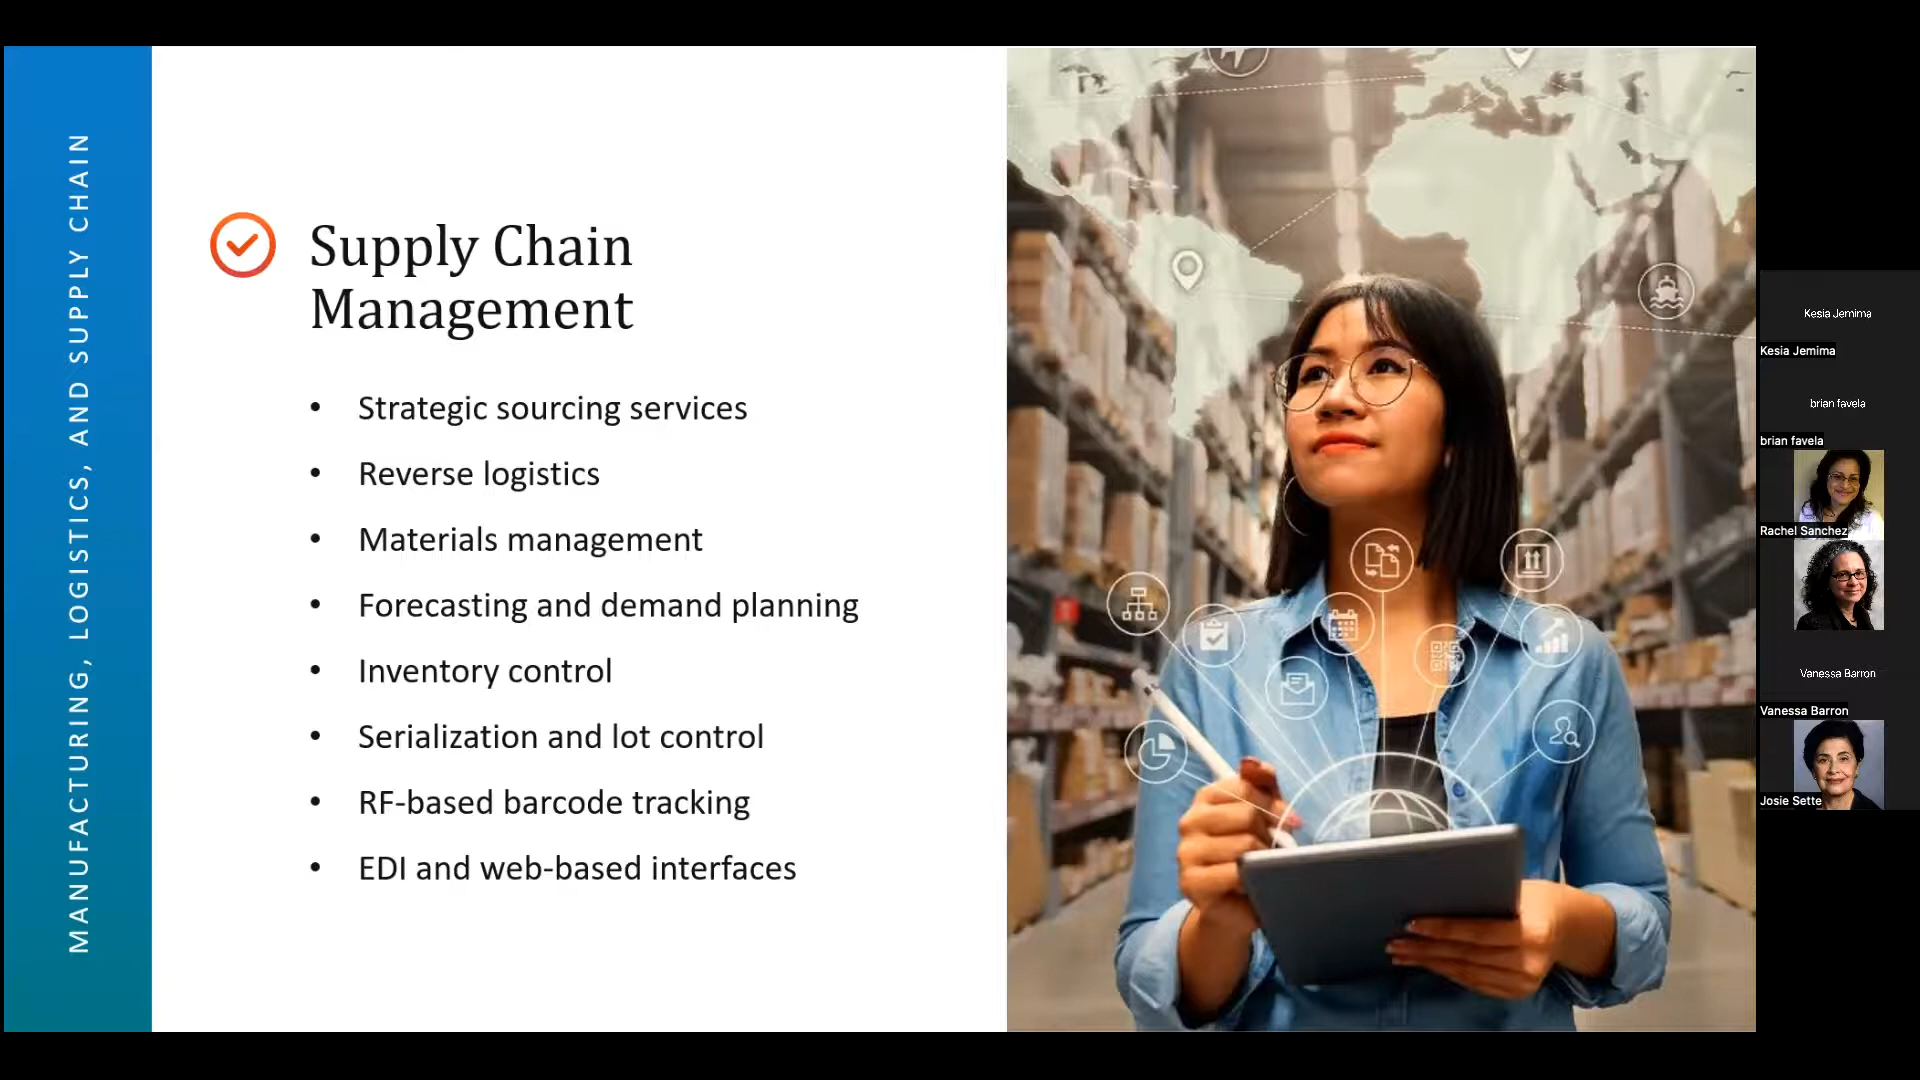 MANUFACTURING, LOGISTICS, AND SUPPLY CHAIN
Supply Chain
Management
• Strategic sourcing services
• Reverse logistics
• Materials management
• Forecasting and demand planning
• Inventory control
• Serialization and lot control
• RF-based barcode tracking
• EDI and web-based interfaces
Kesia Jemima
Kesia Jemima
brian favela
brian favela
Rachel Sanchez
Vanessa Barron
Vanessa Barron
Josie Sette